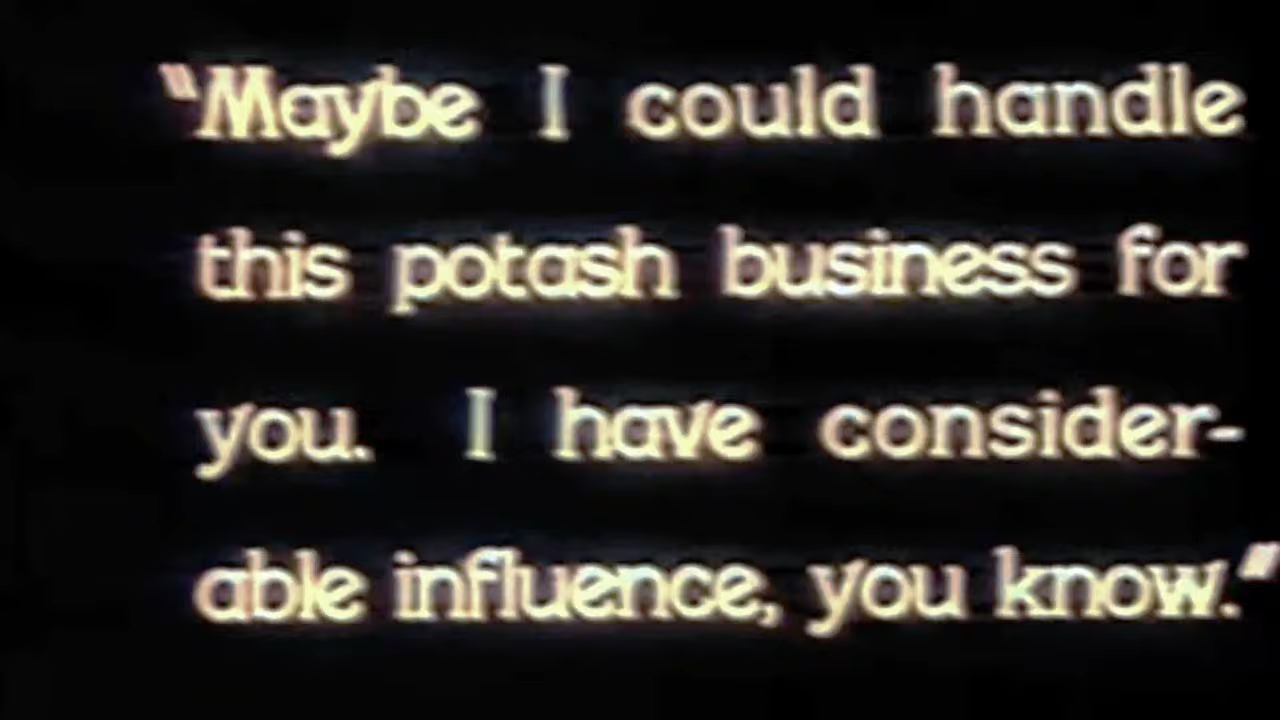 "Maybe I could handle
this potash business for
you. I have consider-
able influence, you know."